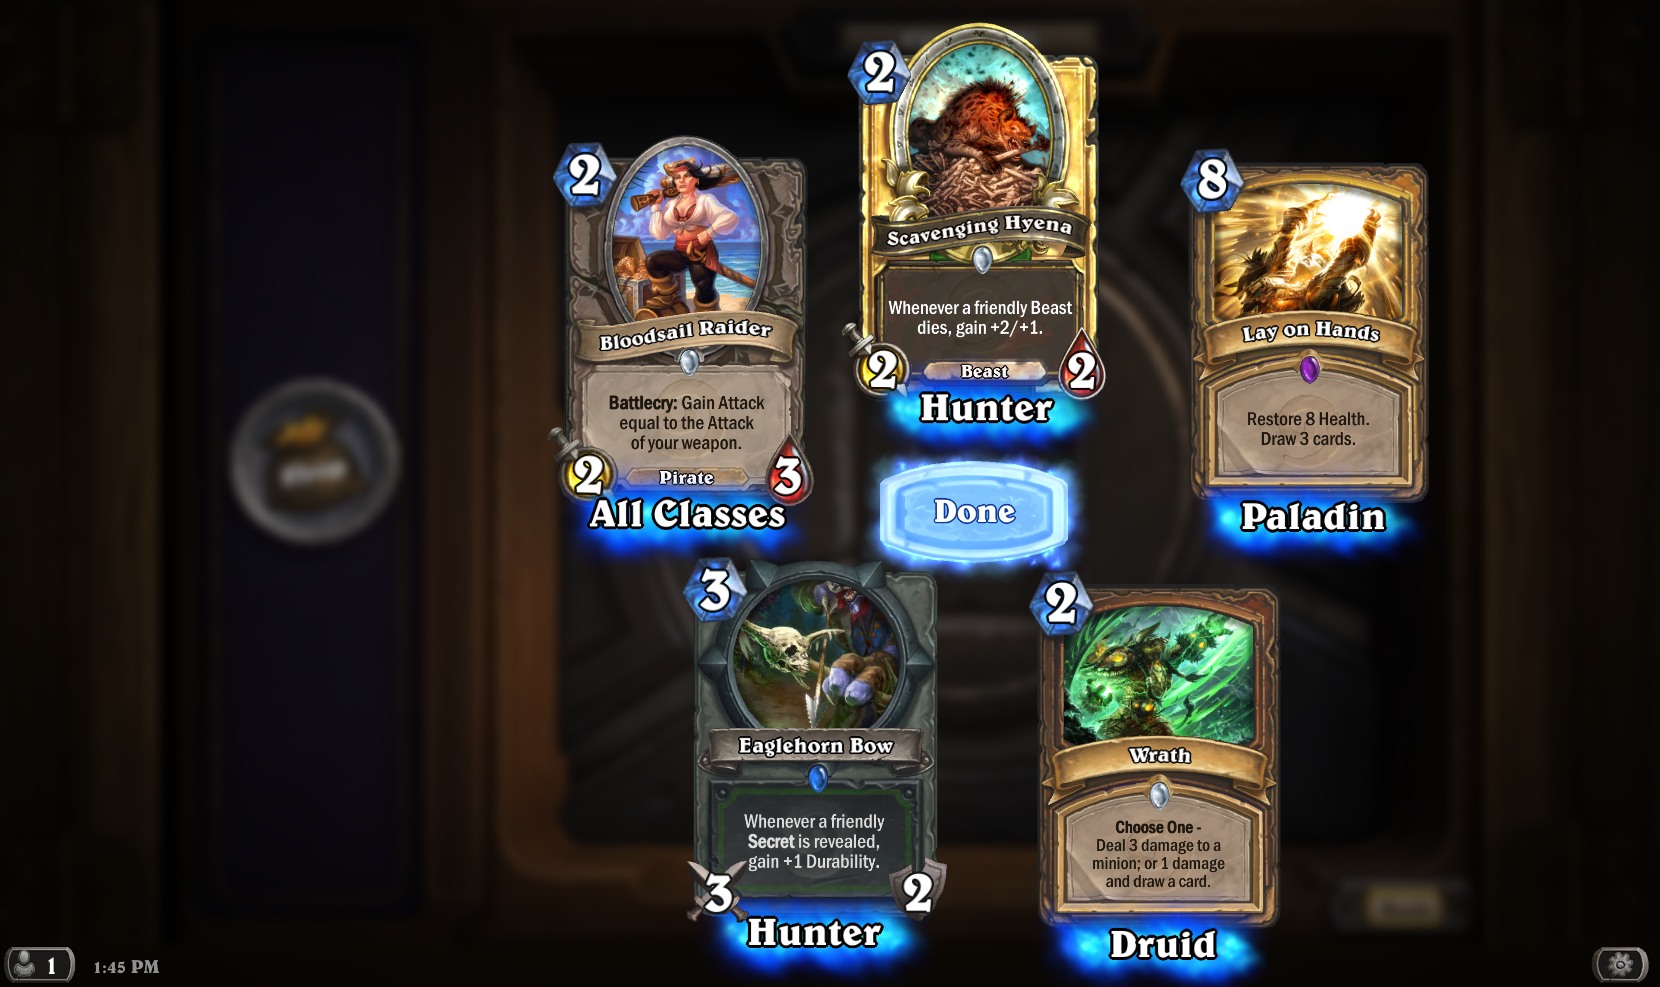 2
Scavenging Hyena
Whenever a friendly Beast
dies, gain +2/+1.
2
Beast
2
Hunter
2
Bloodsail Raider
Battlecry: Gain Attack
equal to the Attack
of your weapon.
2
Pirate
3
All Classes
8
Lay on Hands
Restore 8 Health.
Draw 3 cards.
Paladin
Done
3
Eaglehorn Bow
Whenever a friendly
Secret is revealed,
gain +1 Durability.
3
2
Hunter
2
Wrath
Choose One -
Deal 3 damage to a
minion; or 1 damage
and draw a card.
Druid
1
1:45 PM